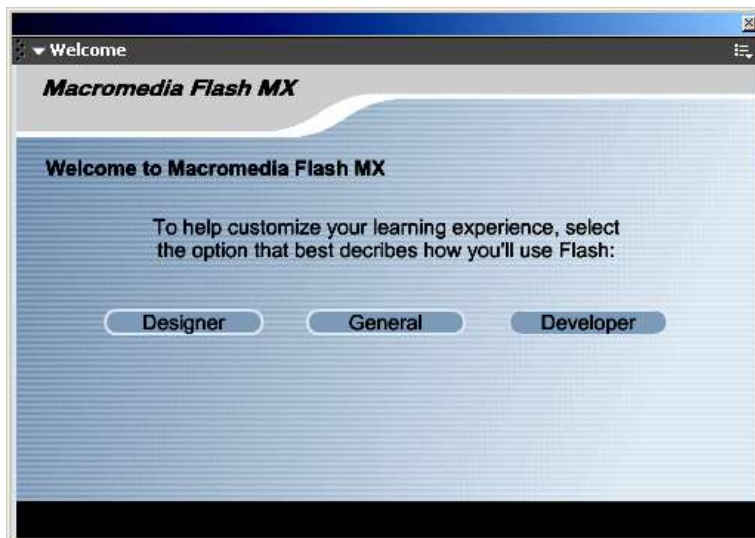 Welcome
Macromedia Flash MX
Welcome to Macromedia Flash MX
To help customize your learning experience, select
the option that best decribes how you'll use Flash:
Designer General Developer